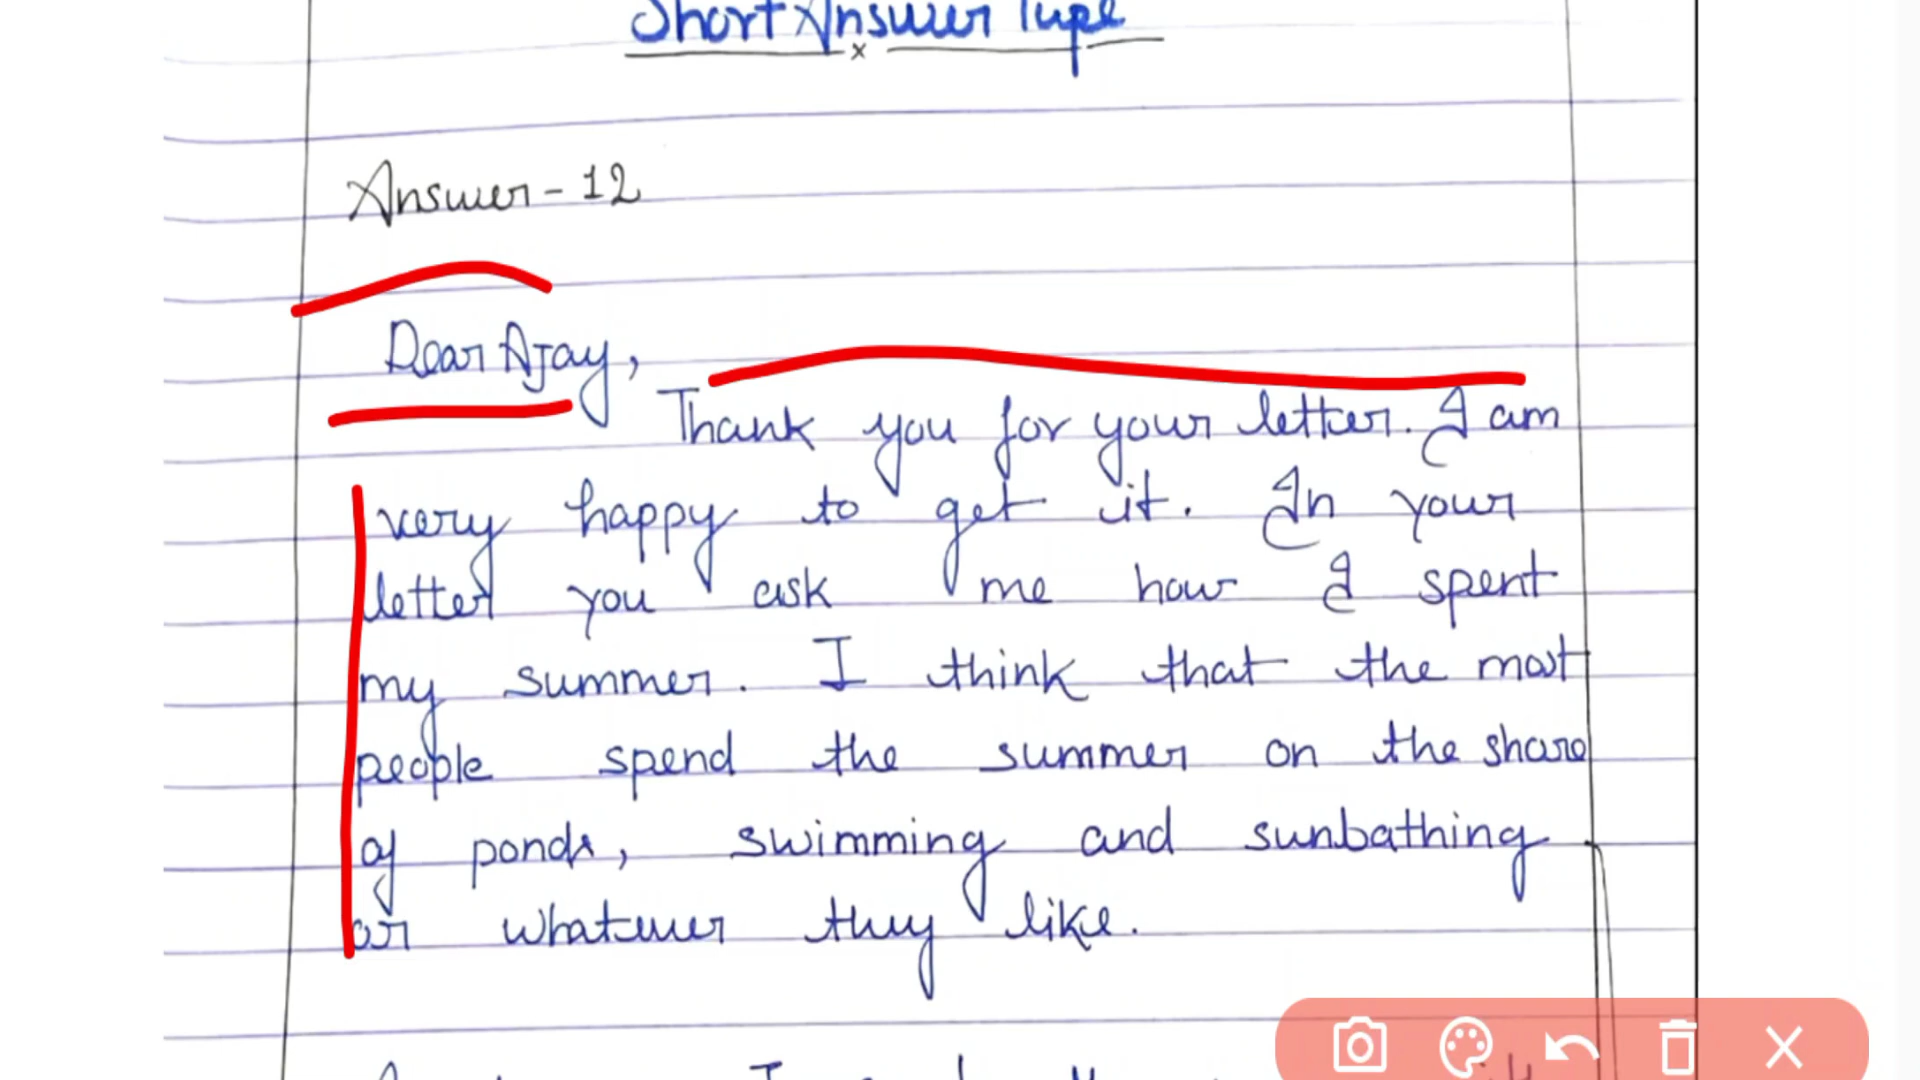 Short Answer Type
Answer - 12
Dear Ajay,
Thank you for your letter. I am
very happy to get it. In your
letter you ask me how I spent
my summer. I think that the most
people spend the summer on the share
of ponds, swimming and sunbathing
or whatever they like.